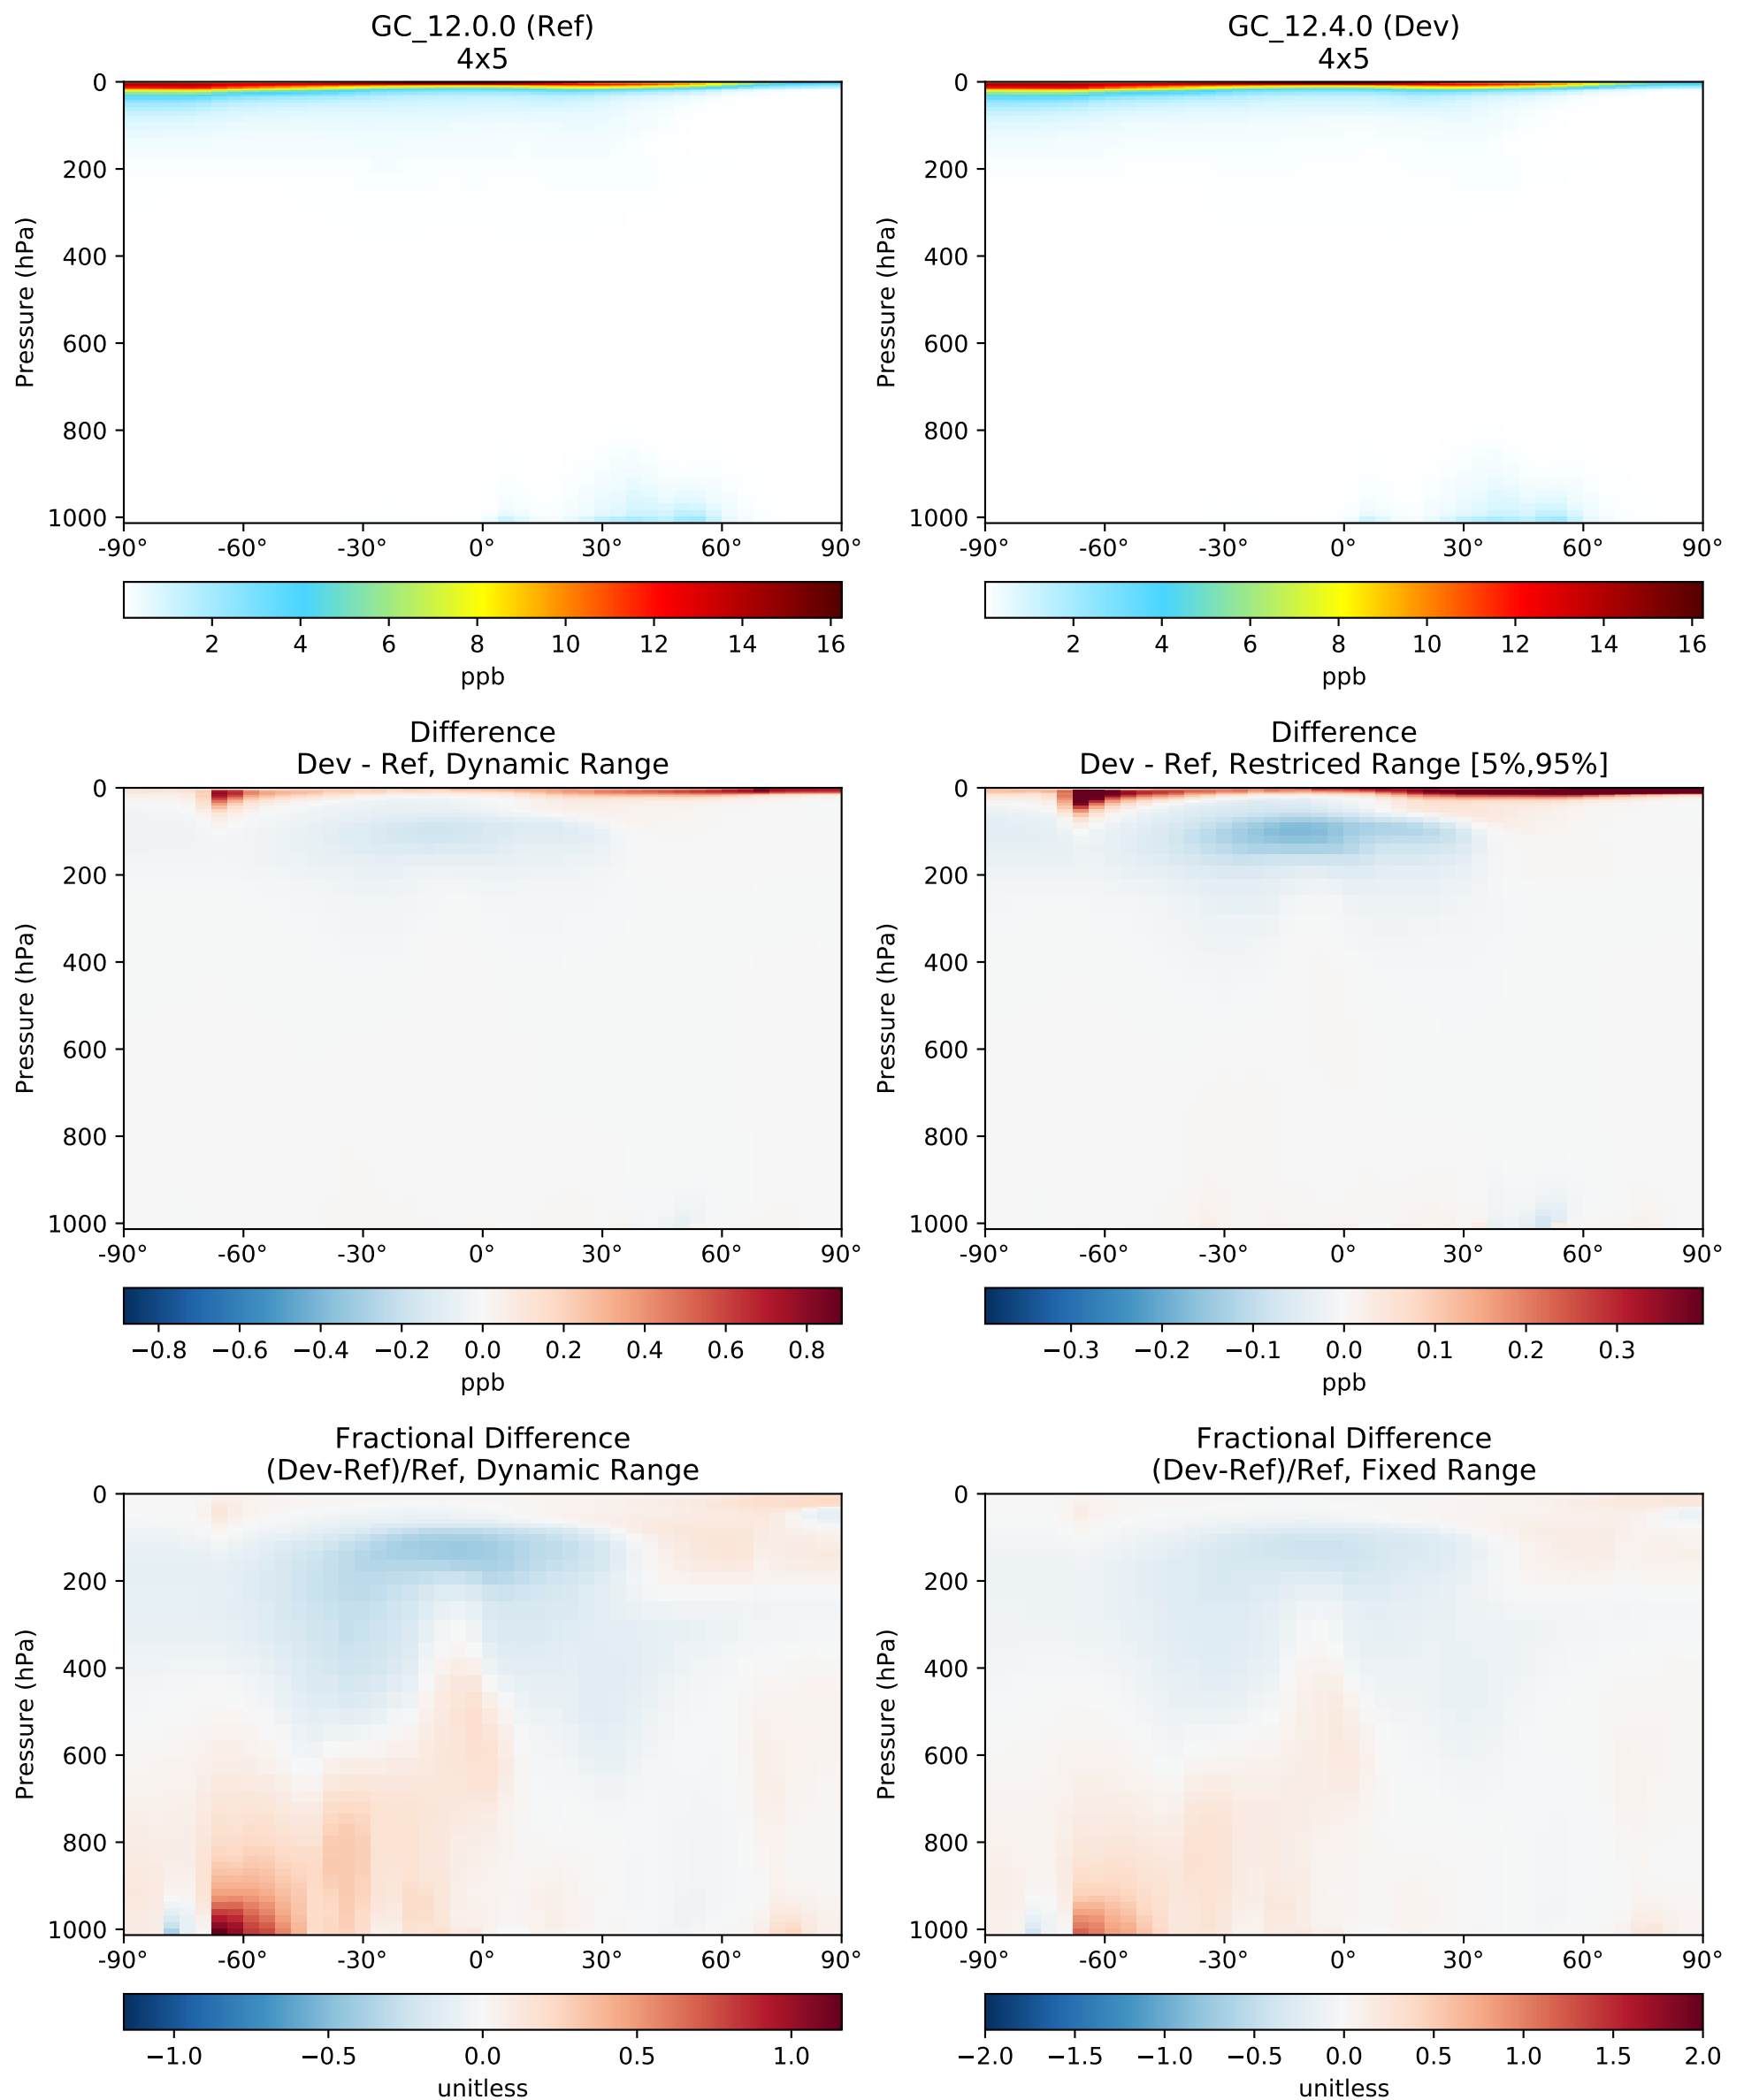 GC_12.0.0 (Ref)
4x5
0
200
400
600
800
1000
Pressure (hPa)
-90° -60° -30° 0° 30° 60° 90°
2 4 6 8 10 12 14 16
ppb
GC_12.4.0 (Dev)
4x5
0
200
400
600
800
1000
Pressure (hPa)
-90° -60° -30° 0° 30° 60° 90°
2 4 6 8 10 12 14 16
ppb
Difference
Dev - Ref, Dynamic Range
0
200
400
600
800
1000
Pressure (hPa)
-90° -60° -30° 0° 30° 60° 90°
−0.8 −0.6 −0.4 −0.2 0.0 0.2 0.4 0.6 0.8
ppb
Difference
Dev - Ref, Restriced Range [5%,95%]
0
200
400
600
800
1000
Pressure (hPa)
-90° -60° -30° 0° 30° 60° 90°
−0.3 −0.2 −0.1 0.0 0.1 0.2 0.3
ppb
Fractional Difference
(Dev-Ref)/Ref, Dynamic Range
0
200
400
600
800
1000
Pressure (hPa)
-90° -60° -30° 0° 30° 60° 90°
−1.0 −0.5 0.0 0.5 1.0
unitless
Fractional Difference
(Dev-Ref)/Ref, Fixed Range
0
200
400
600
800
1000
Pressure (hPa)
-90° -60° -30° 0° 30° 60° 90°
−2.0 −1.5 −1.0 −0.5 0.0 0.5 1.0 1.5 2.0
unitless